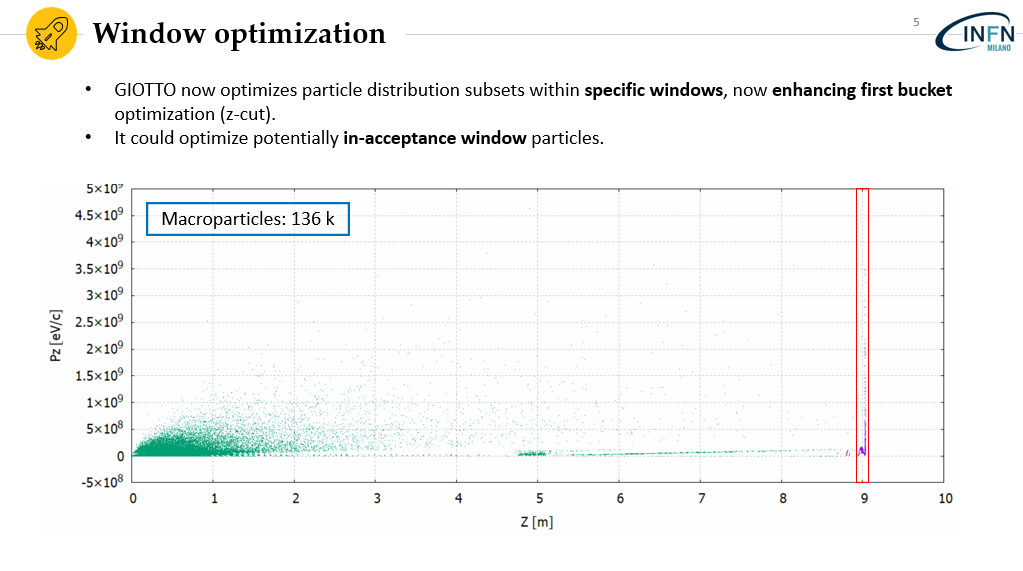 Window optimization
5
INFN
MILANO
• GIOTTO now optimizes particle distribution subsets within specific windows, now enhancing first bucket
optimization (z-cut).
• It could optimize potentially in-acceptance window particles.
Macroparticles: 136 k
5×10⁹
4.5×10⁹
4×10⁹
3.5×10⁹
3×10⁹
2.5×10⁹
2×10⁹
1.5×10⁹
1×10⁹
5×10⁸
0
-5×10⁸
Pz [eV/c]
0 1 2 3 4 5 6 7 8 9 10
Z [m]